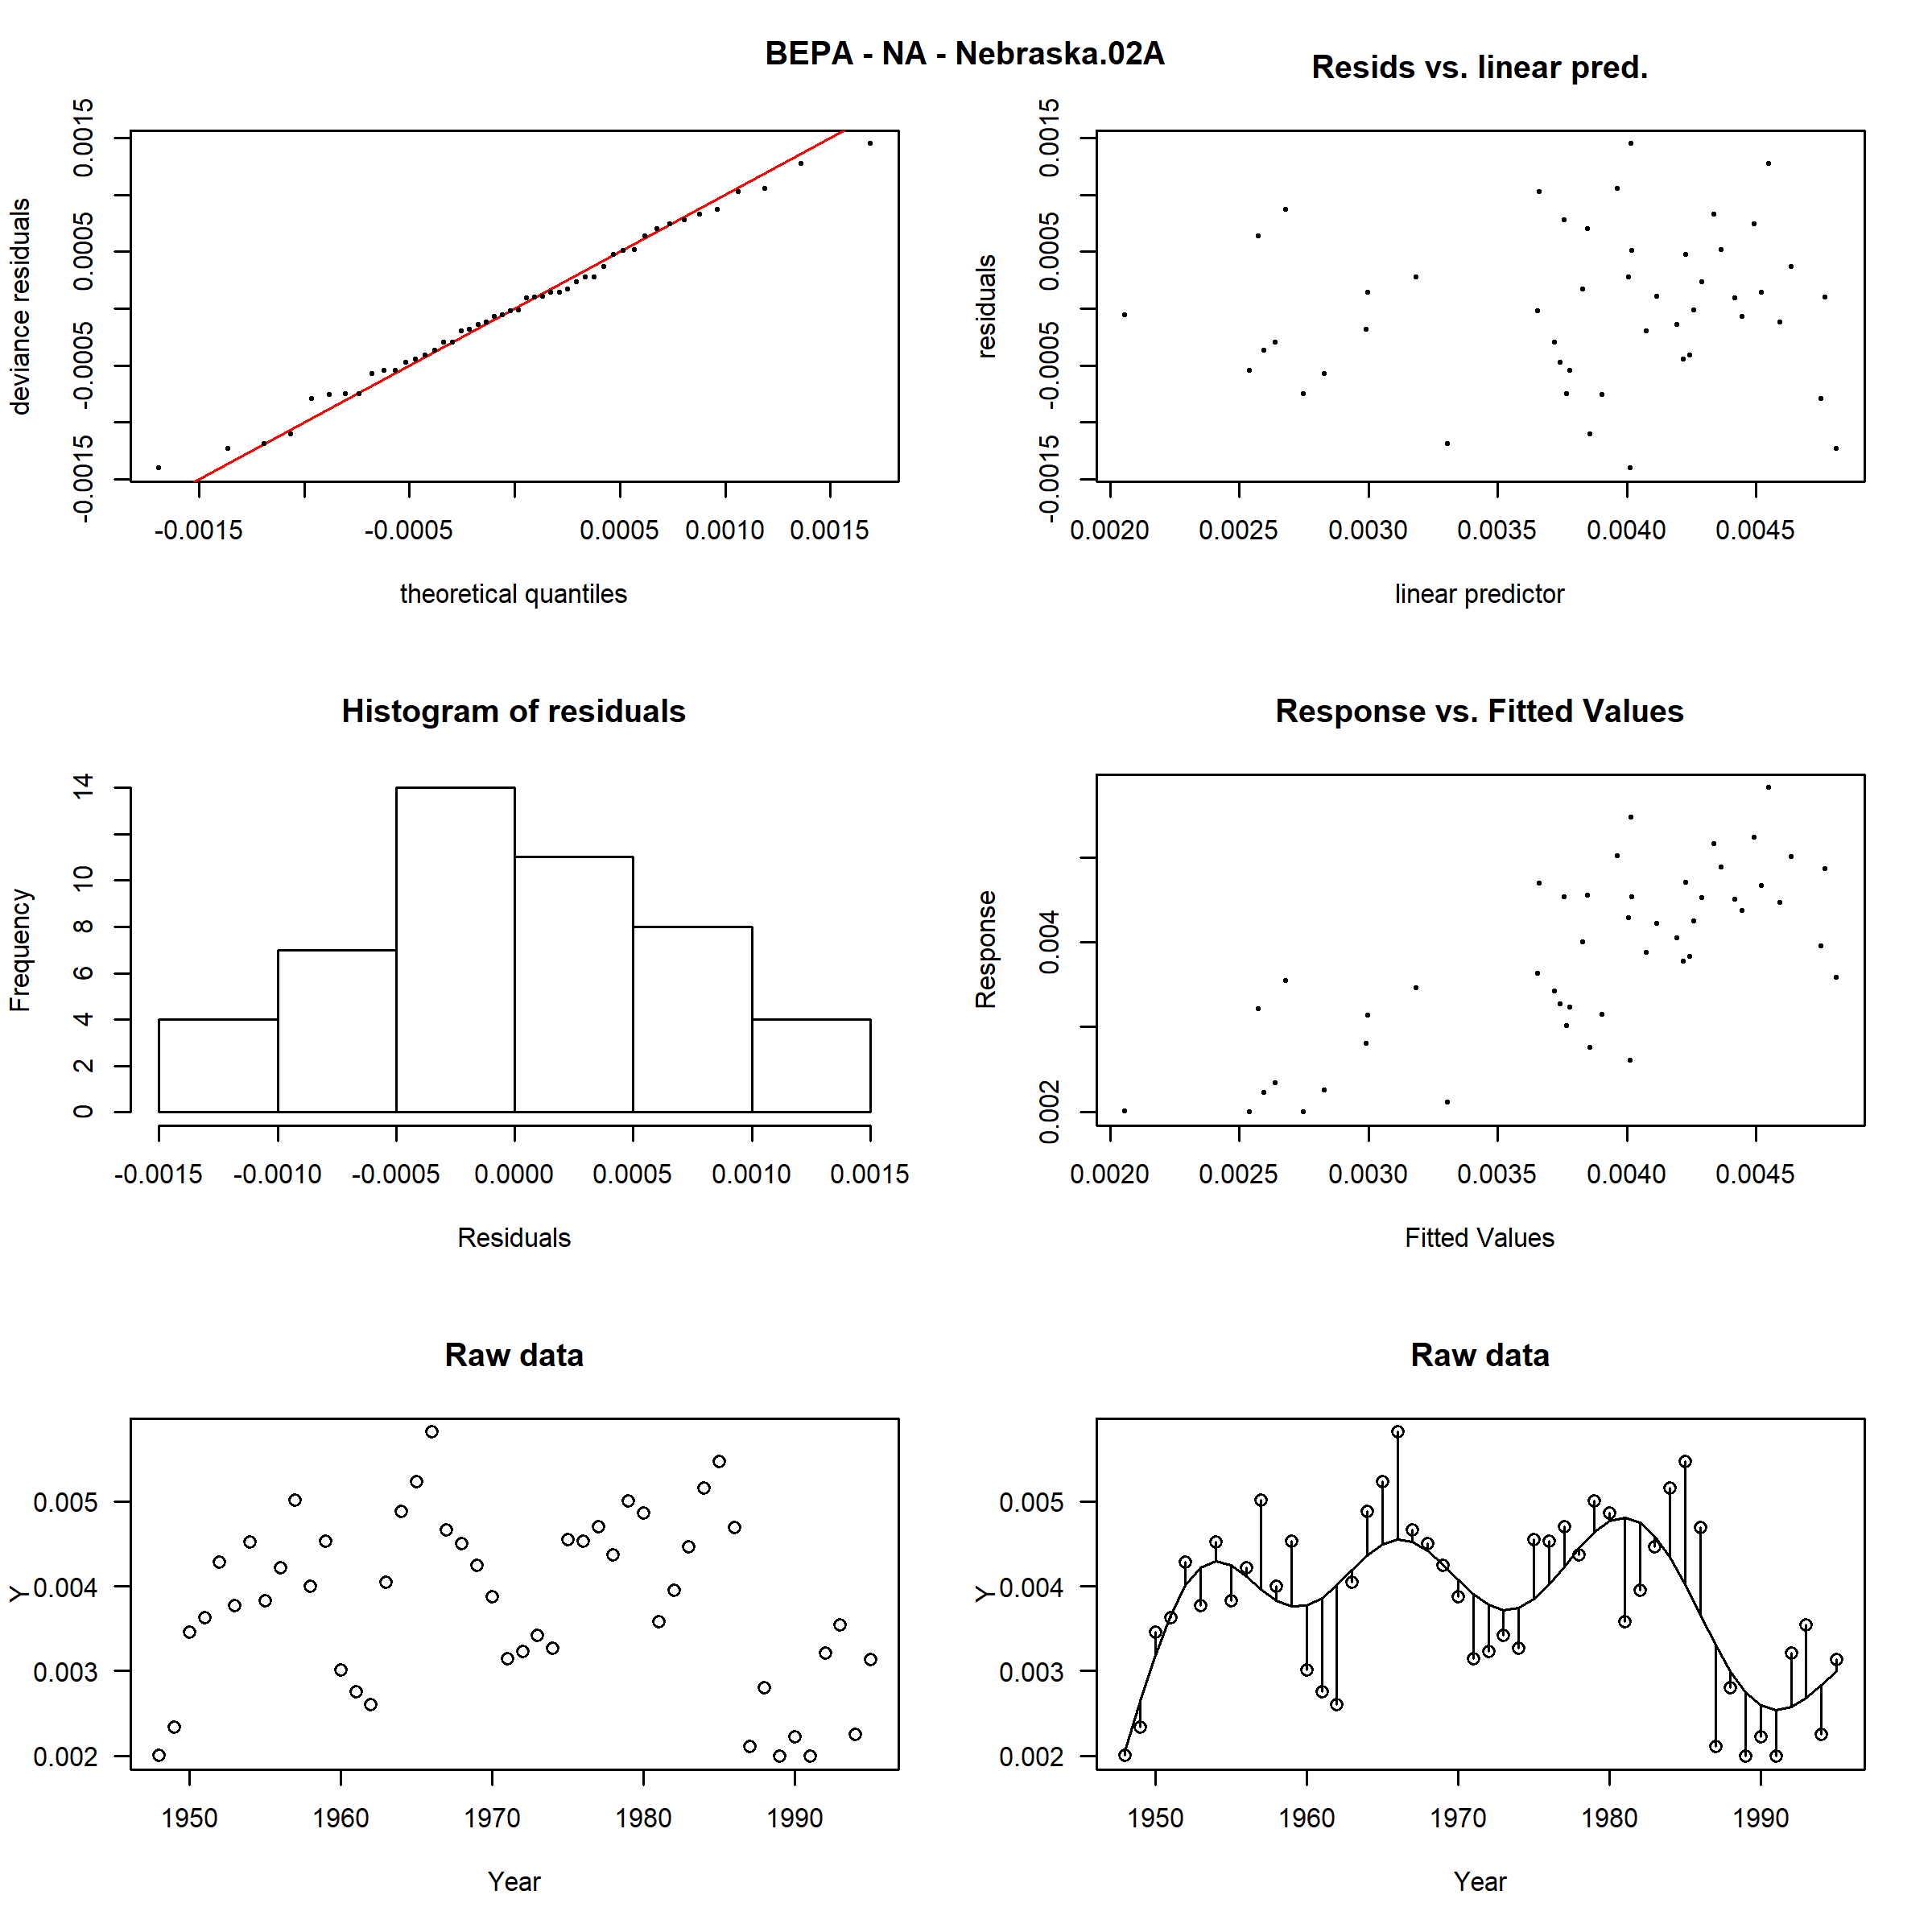 BEPA - NA - Nebraska.02A
Resids vs. linear pred.
deviance residuals
-0.0015 -0.0005 0.0005 0.0015
-0.0015 -0.0005 0.0005 0.0010 0.0015
theoretical quantiles
residuals
-0.0015 -0.0005 0.0005 0.0015
0.0020 0.0025 0.0030 0.0035 0.0040 0.0045
linear predictor
Histogram of residuals
Frequency
0 2 4 6 8 10 14
-0.0015 -0.0010 -0.0005 0.0000 0.0005 0.0010 0.0015
Residuals
Response vs. Fitted Values
Response
0.002 0.004
0.0020 0.0025 0.0030 0.0035 0.0040 0.0045
Fitted Values
Raw data
Y
0.005
0.004
0.003
0.002
1950 1960 1970 1980 1990
Year
Raw data
Y
0.005
0.004
0.003
0.002
1950 1960 1970 1980 1990
Year